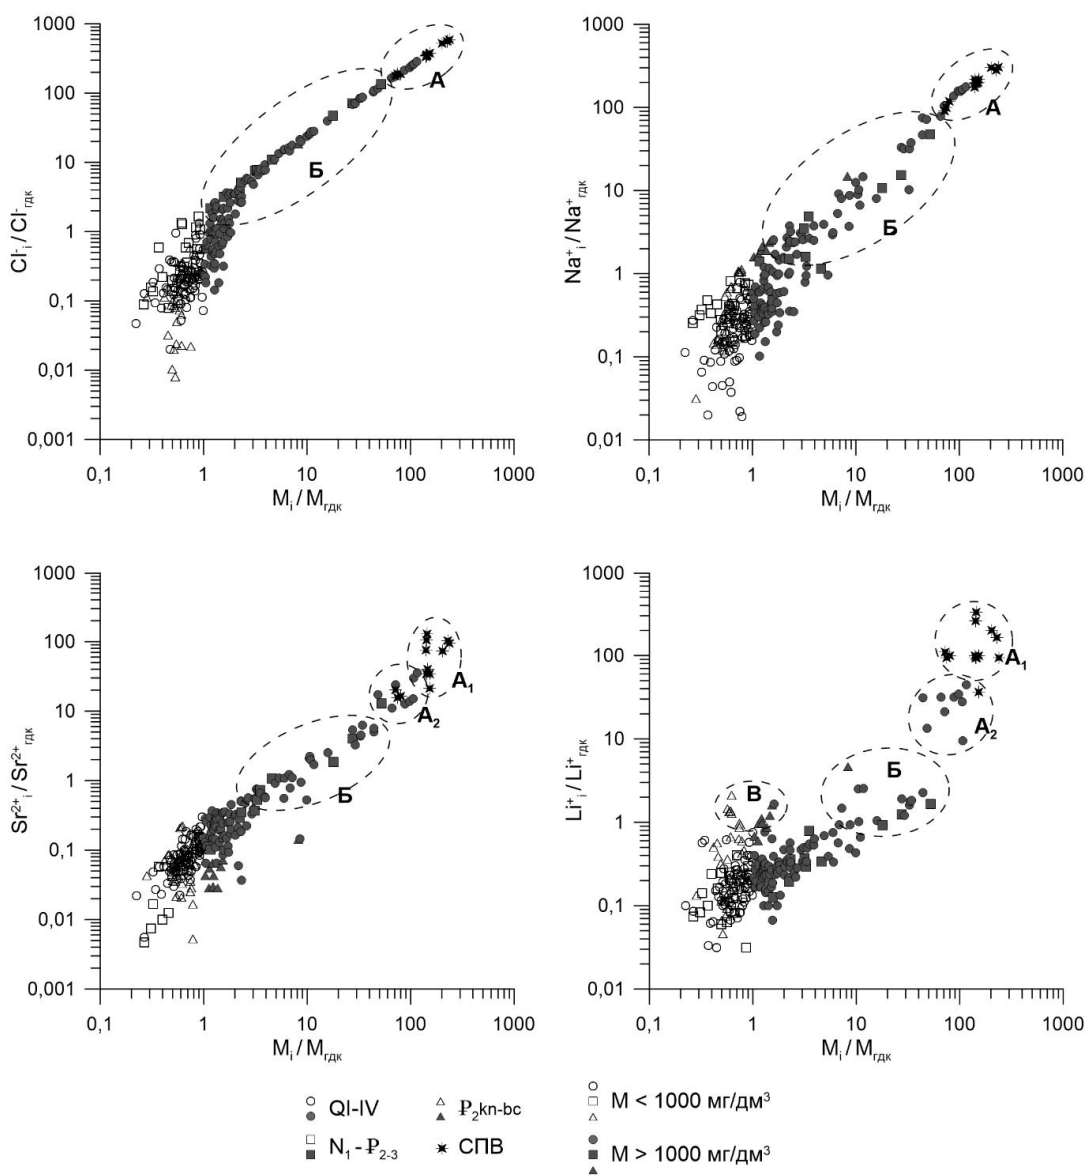 1000
100
10
1
0,1
0,01
0,001
Cl⁻ᵢ / Cl⁻гдк
А
Б
0,1 1 10 100 1000
Mᵢ / Mгдк
1000
100
10
1
0,1
0,01
Na⁺ᵢ / Na⁺гдк
А
Б
0,1 1 10 100 1000
Mᵢ / Mгдк
1000
100
10
1
0,1
0,01
0,001
Sr²⁺ᵢ / Sr²⁺гдк
А₁
А₂
Б
0,1 1 10 100 1000
Mᵢ / Mгдк
1000
100
10
1
0,1
0,01
Li⁺ᵢ / Li⁺гдк
А₁
А₂
Б
В
0,1 1 10 100 1000
Mᵢ / Mгдк
QI-IV
N₁ - ₽₂₋₃
₽₂kn-bc
СПВ
М < 1000 мг/дм³
М > 1000 мг/дм³